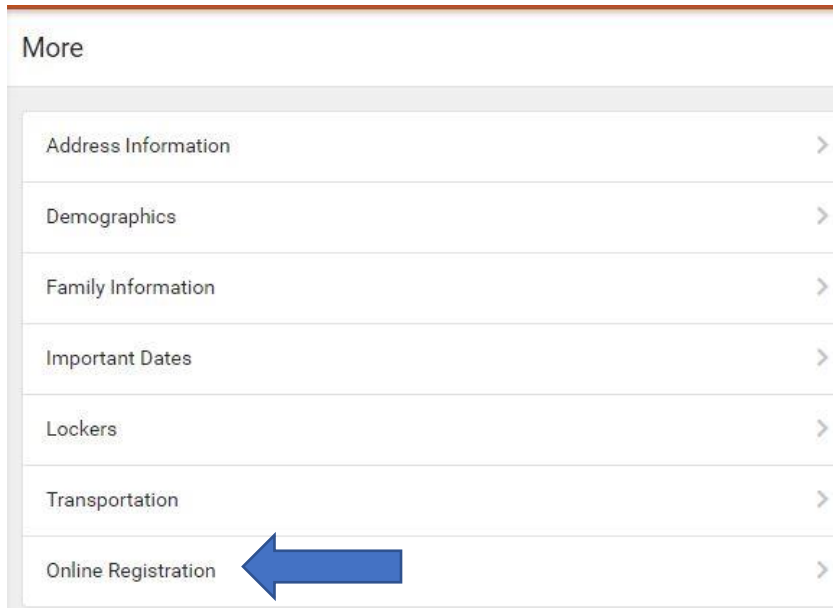 More
Address Information
Demographics
Family Information
Important Dates
Lockers
Transportation
Online Registration